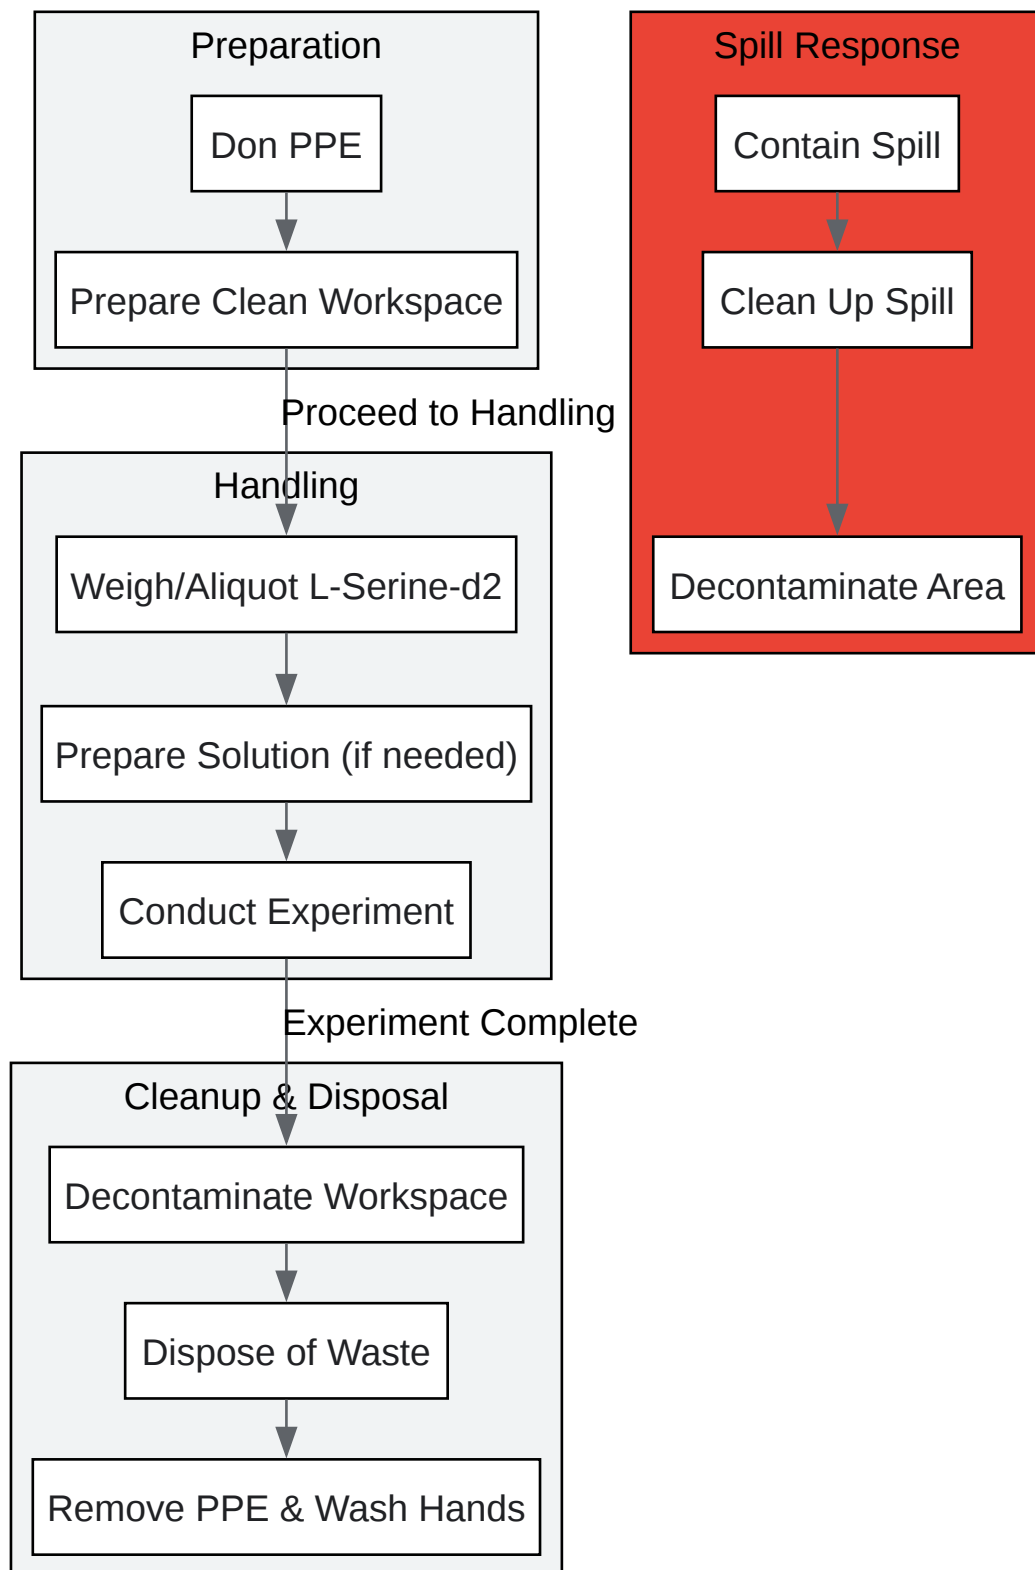 Preparation
Don PPE
Prepare Clean Workspace
Proceed to Handling
Handling
Weigh/Aliquot L-Serine-d2
Prepare Solution (if needed)
Conduct Experiment
Experiment Complete
Cleanup & Disposal
Decontaminate Workspace
Dispose of Waste
Remove PPE & Wash Hands
Spill Response
Contain Spill
Clean Up Spill
Decontaminate Area